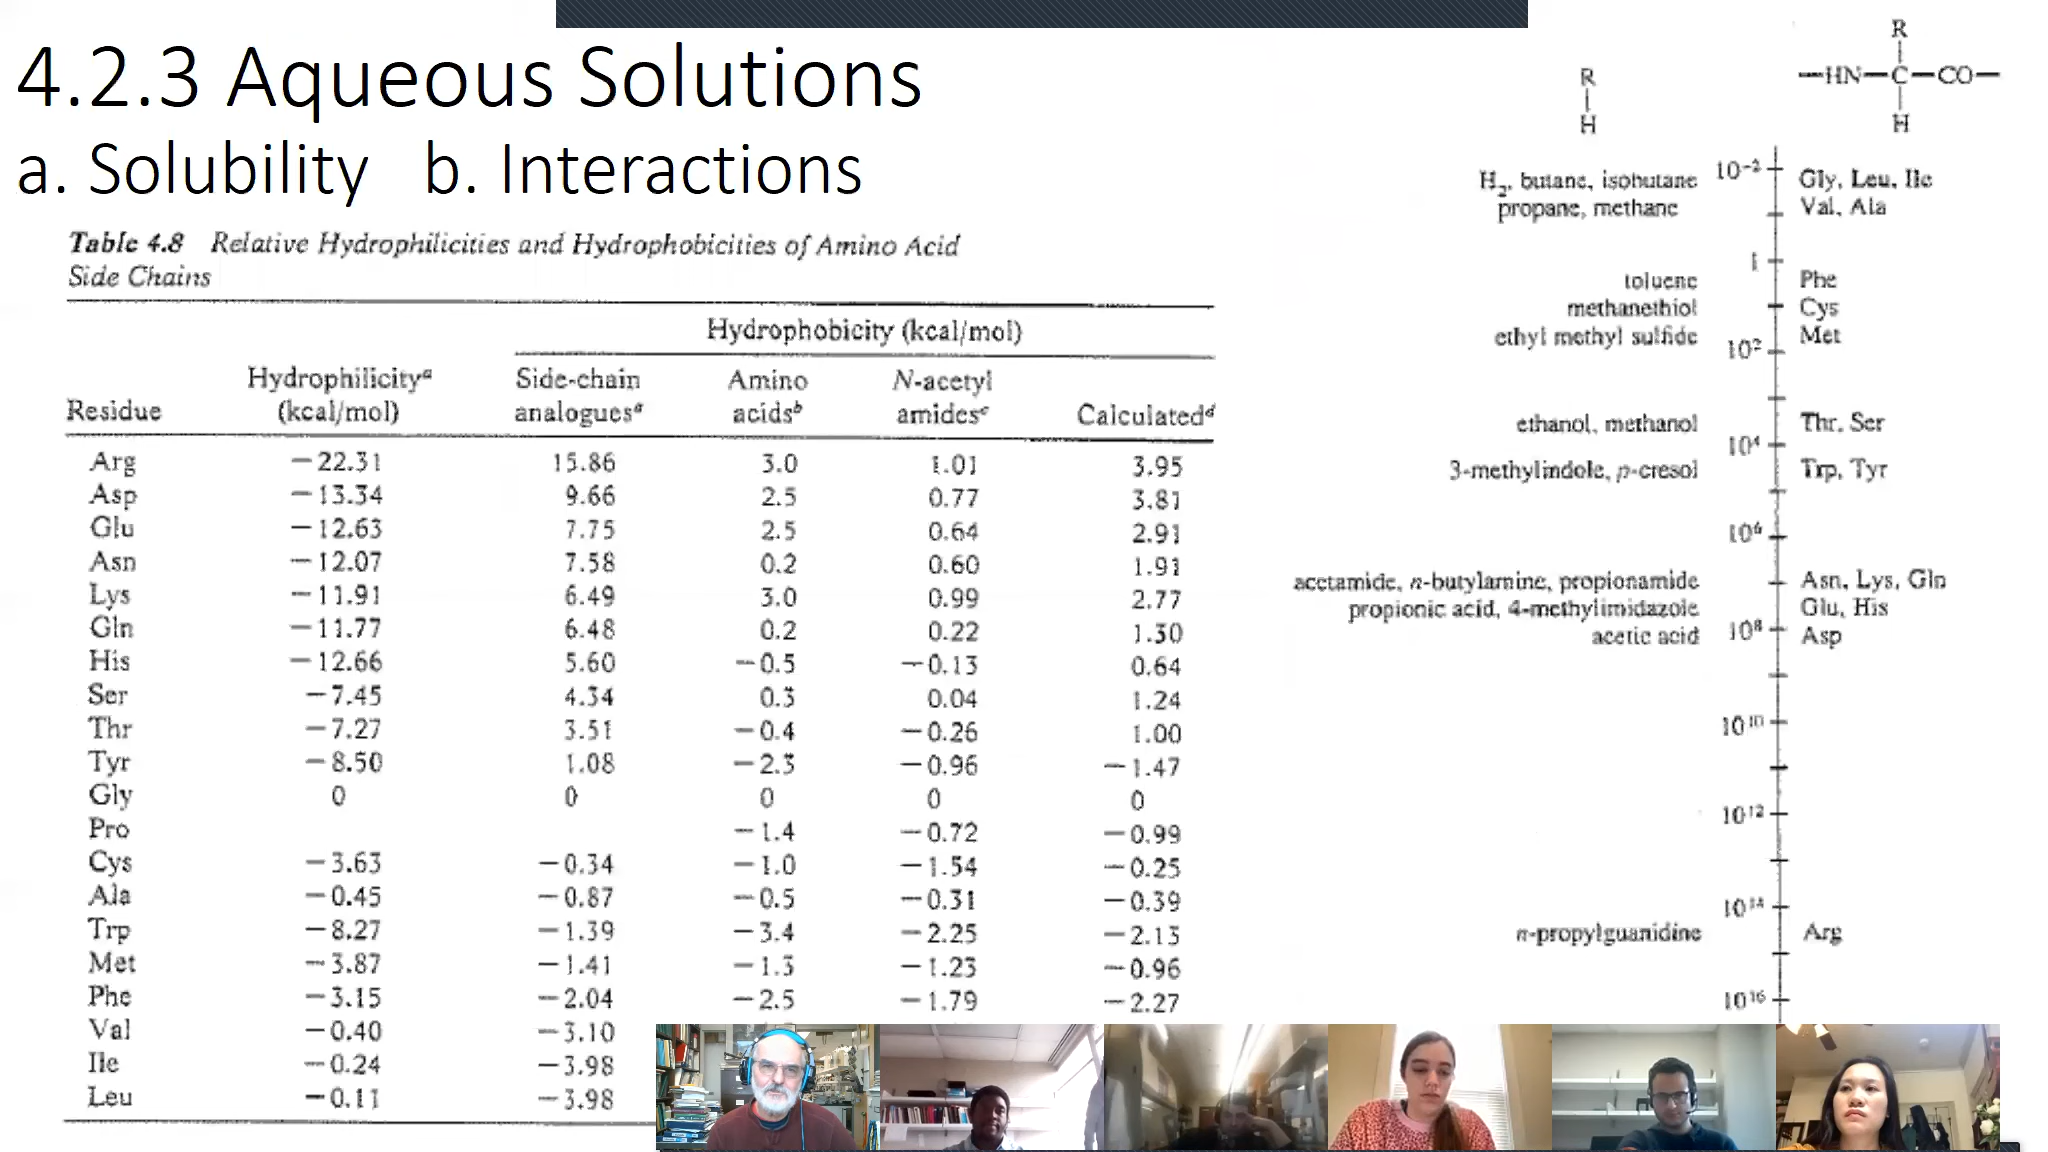 4.2.3 Aqueous Solutions
a. Solubility b. Interactions
Table 4.8 Relative Hydrophilicities and Hydrophobicities of Amino Acid
Side Chains
Hydrophobicity (kcal/mol)
Hydrophilicityᵃ Side-chain Amino N-acetyl
Residue (kcal/mol) analoguesᵃ acidsᵇ amidesᶜ Calculatedᵈ
Arg −22.31 15.86 3.0 1.01 3.95
Asp −13.34 9.66 2.5 0.77 3.81
Glu −12.63 7.75 2.5 0.64 2.91
Asn −12.07 7.58 0.2 0.60 1.91
Lys −11.91 6.49 3.0 0.99 2.77
Gln −11.77 6.48 0.2 0.22 1.30
His −12.66 5.60 −0.5 −0.13 0.64
Ser −7.45 4.34 0.3 0.04 1.24
Thr −7.27 3.51 −0.4 −0.26 1.00
Tyr −8.50 1.08 −2.3 −0.96 −1.47
Gly 0 0 0 0 0
Pro −1.4 −0.72 −0.99
Cys −3.63 −0.34 −1.0 −1.54 −0.25
Ala −0.45 −0.87 −0.5 −0.31 −0.39
Trp −8.27 −1.39 −3.4 −2.25 −2.13
Met −3.87 −1.41 −1.3 −1.23 −0.96
Phe −3.15 −2.04 −2.5 −1.79 −2.27
Val −0.40 −3.10
Ile −0.24 −3.98
Leu −0.11 −3.98
R
H
R
—HN—C—CO—
H
H₂, butane, isobutane 10⁻² Gly, Leu, Ile
propane, methane Val, Ala
1
toluene Phe
methanethiol Cys
ethyl methyl sulfide 10² Met
ethanol, methanol Thr, Ser
10⁴
3-methylindole, p-cresol Trp, Tyr
10⁶
acetamide, n-butylamine, propionamide Asn, Lys, Gln
propionic acid, 4-methylimidazole Glu, His
acetic acid 10⁸ Asp
10¹⁰
10¹²
10¹⁴
n-propylguanidine Arg
10¹⁶